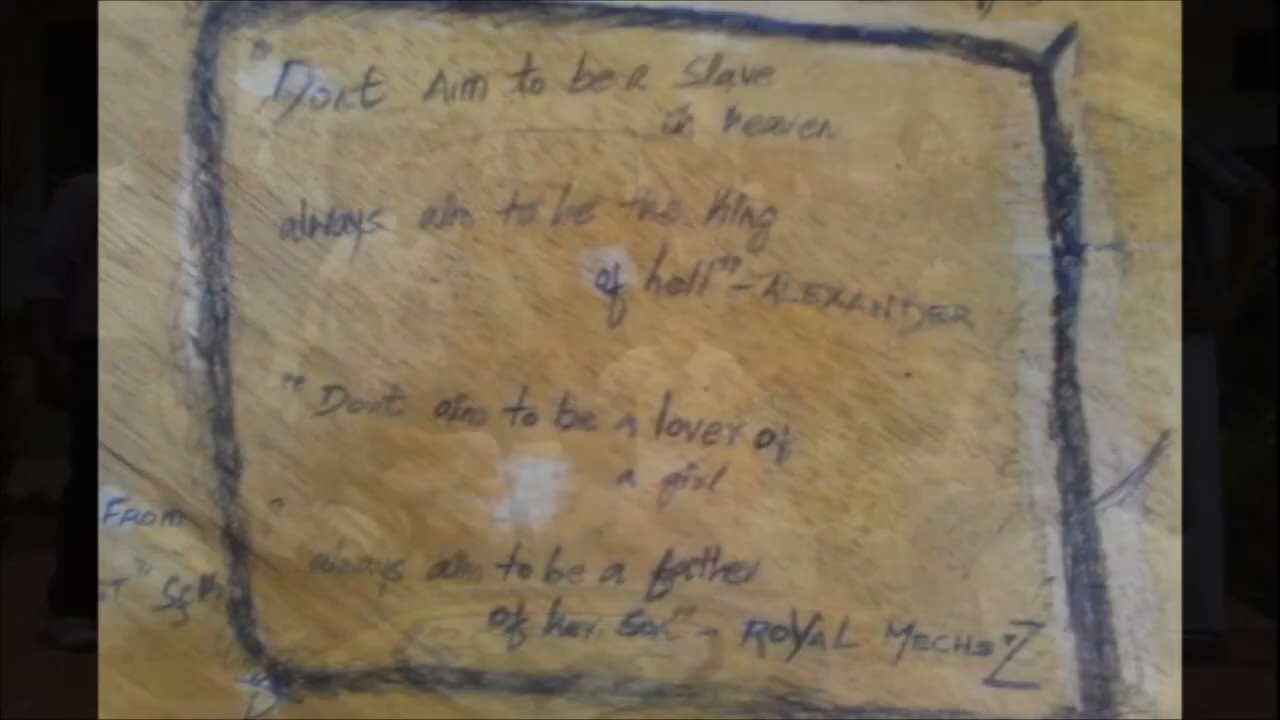 "Dont Aim to be a slave
in heaven
always aim to be the King
of hell" - ALEXANDER
"Dont aim to be a lover of
a girl
always aim to be a father
of her son" - ROYAL MECHS"Z
FROM